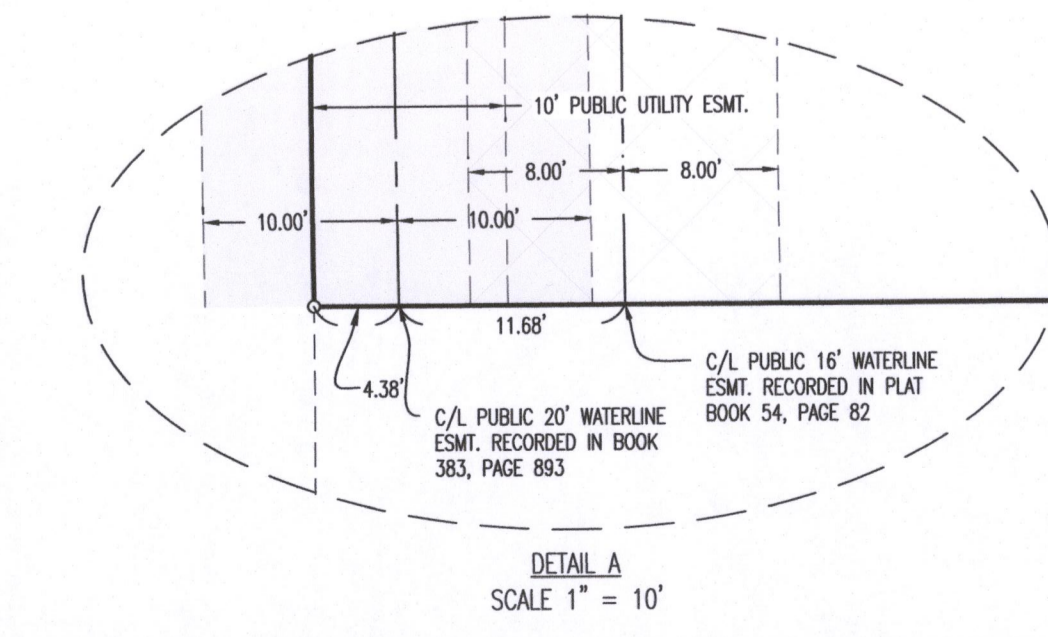 10' PUBLIC UTILITY ESMT.
8.00'
8.00'
10.00'
10.00'
11.68'
4.38'
C/L PUBLIC 16' WATERLINE
ESMT. RECORDED IN PLAT
BOOK 54, PAGE 82
C/L PUBLIC 20' WATERLINE
ESMT. RECORDED IN BOOK
383, PAGE 893
DETAIL A
SCALE 1" = 10'